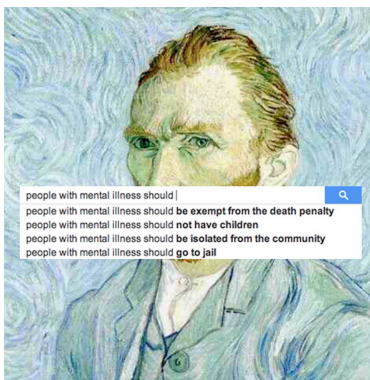 people with mental illness should
people with mental illness should be exempt from the death penalty
people with mental illness should not have children
people with mental illness should be isolated from the community
people with mental illness should go to jail